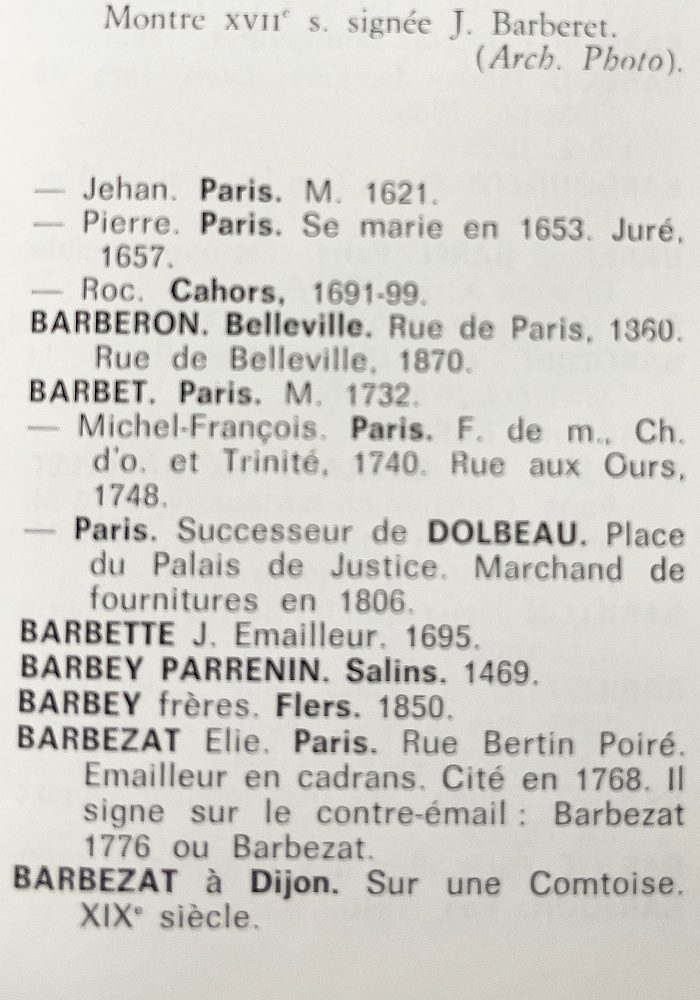 Montre XVIIe s. signée J. Barberet.
(Arch. Photo).
— Jehan. Paris. M. 1621.
— Pierre. Paris. Se marie en 1653. Juré,
1657.
— Roc. Cahors, 1691-99.
BARBERON. Belleville. Rue de Paris, 1860.
Rue de Belleville, 1870.
BARBET. Paris. M. 1732.
— Michel-François. Paris. F. de m., Ch.
d'o. et Trinité, 1740. Rue aux Ours,
1748.
— Paris. Successeur de DOLBEAU. Place
du Palais de Justice. Marchand de
fournitures en 1806.
BARBETTE J. Emailleur. 1695.
BARBEY PARRENIN. Salins. 1469.
BARBEY frères. Flers. 1850.
BARBEZAT Elie. Paris. Rue Bertin Poiré.
Emailleur en cadrans. Cité en 1768. Il
signe sur le contre-émail : Barbezat
1776 ou Barbezat.
BARBEZAT à Dijon. Sur une Comtoise.
XIXe siècle.